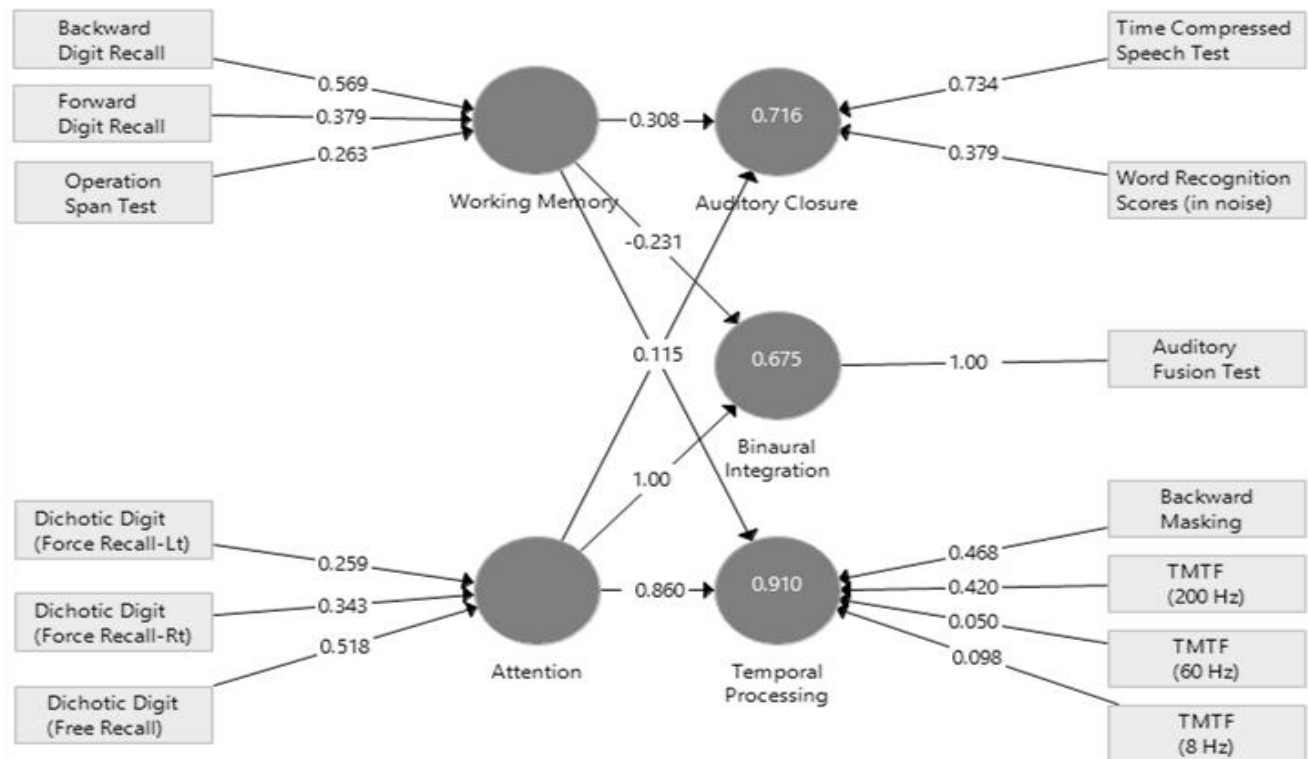 Backward
Digit Recall
Forward
Digit Recall
Operation
Span Test
0.569
0.379
0.263
Working Memory
0.308
0.716
Auditory Closure
Time Compressed
Speech Test
0.734
0.379
Word Recognition
Scores (in noise)
-0.231
0.115
0.675
Binaural
Integration
1.00
Auditory
Fusion Test
1.00
Dichotic Digit
(Force Recall-Lt)
Dichotic Digit
(Force Recall-Rt)
Dichotic Digit
(Free Recall)
0.259
0.343
0.518
Attention
0.860
0.910
Temporal
Processing
0.468
0.420
0.050
0.098
Backward
Masking
TMTF
(200 Hz)
TMTF
(60 Hz)
TMTF
(8 Hz)